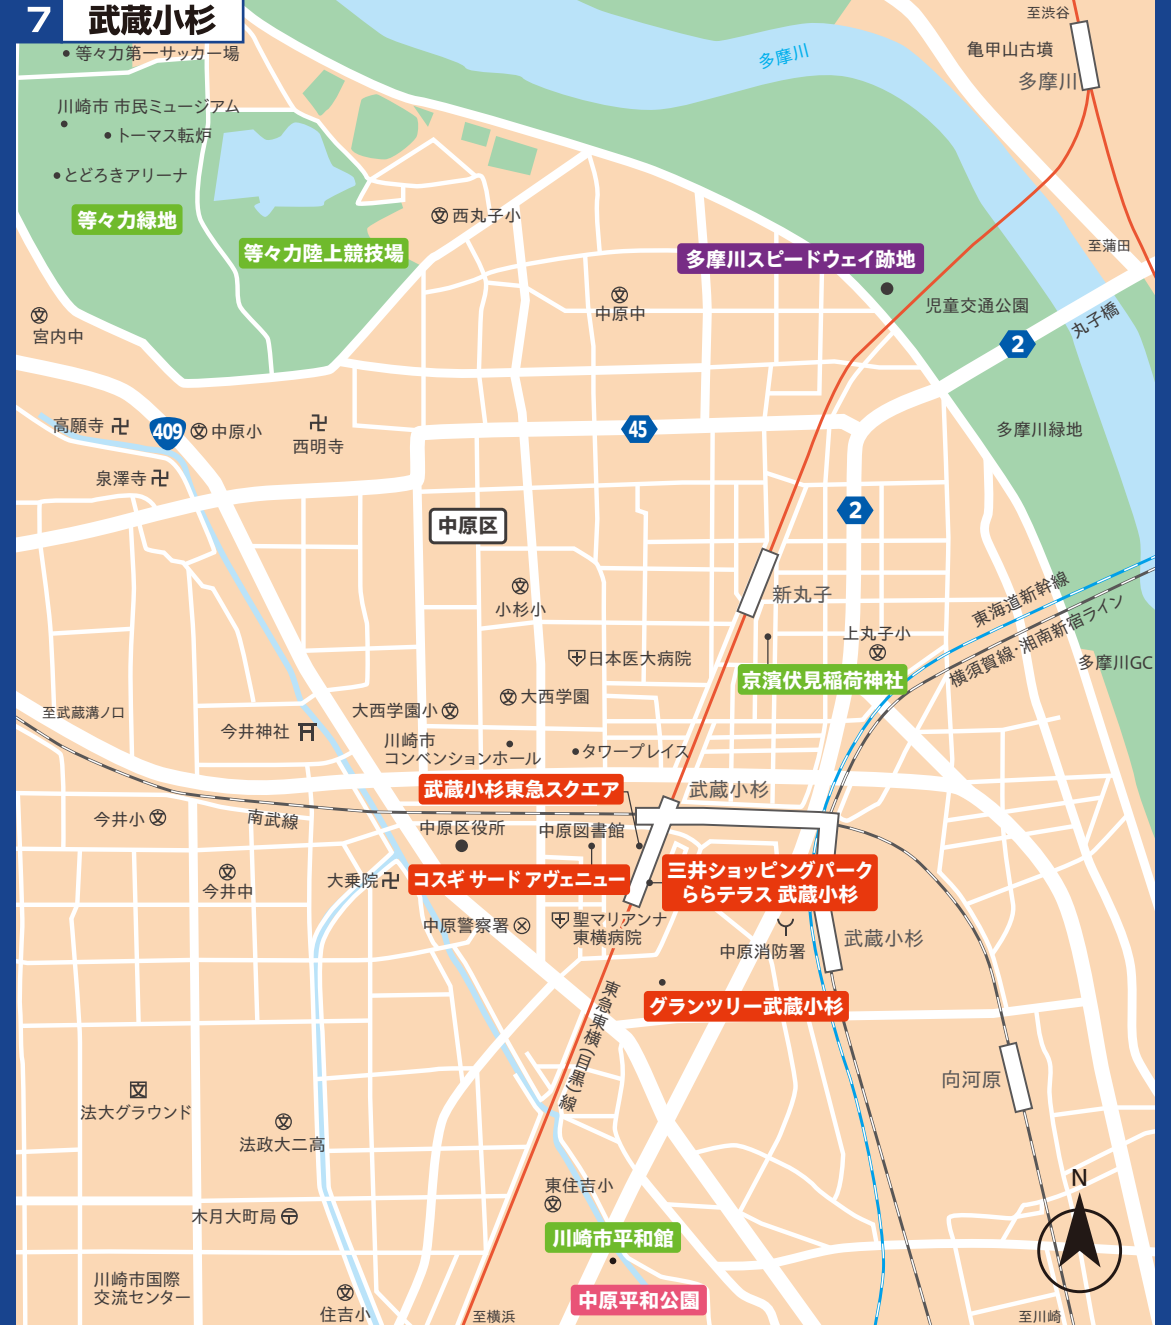 7 武蔵小杉
至渋谷
等々力第一サッカー場
多摩川
亀甲山古墳
多摩川
川崎市 市民ミュージアム
トーマス転炉
とどろきアリーナ
等々力緑地
西丸子小
等々力陸上競技場
多摩川スピードウェイ跡地
至蒲田
宮内中
中原中
児童交通公園
丸子橋
2
高願寺
409
中原小
西明寺
45
多摩川緑地
泉澤寺
2
中原区
小杉小
新丸子
東海道新幹線
横須賀線・湘南新宿ライン
上丸子小
日本医大病院
多摩川GC
京濱伏見稲荷神社
大西学園
至武蔵溝ノ口
大西学園小
今井神社
川崎市
コンベンションホール
タワープレイス
武蔵小杉東急スクエア
武蔵小杉
今井小
南武線
中原区役所
中原図書館
今井中
大乗院
コスギ サード アヴェニュー
三井ショッピングパーク
ららテラス 武蔵小杉
中原警察署
聖マリアンナ
東横病院
中原消防署
武蔵小杉
グランツリー武蔵小杉
東急東横(目黒)線
向河原
法大グラウンド
法政大二高
N
東住吉小
木月大町局
川崎市平和館
川崎市国際
交流センター
中原平和公園
住吉小
至横浜
至川崎